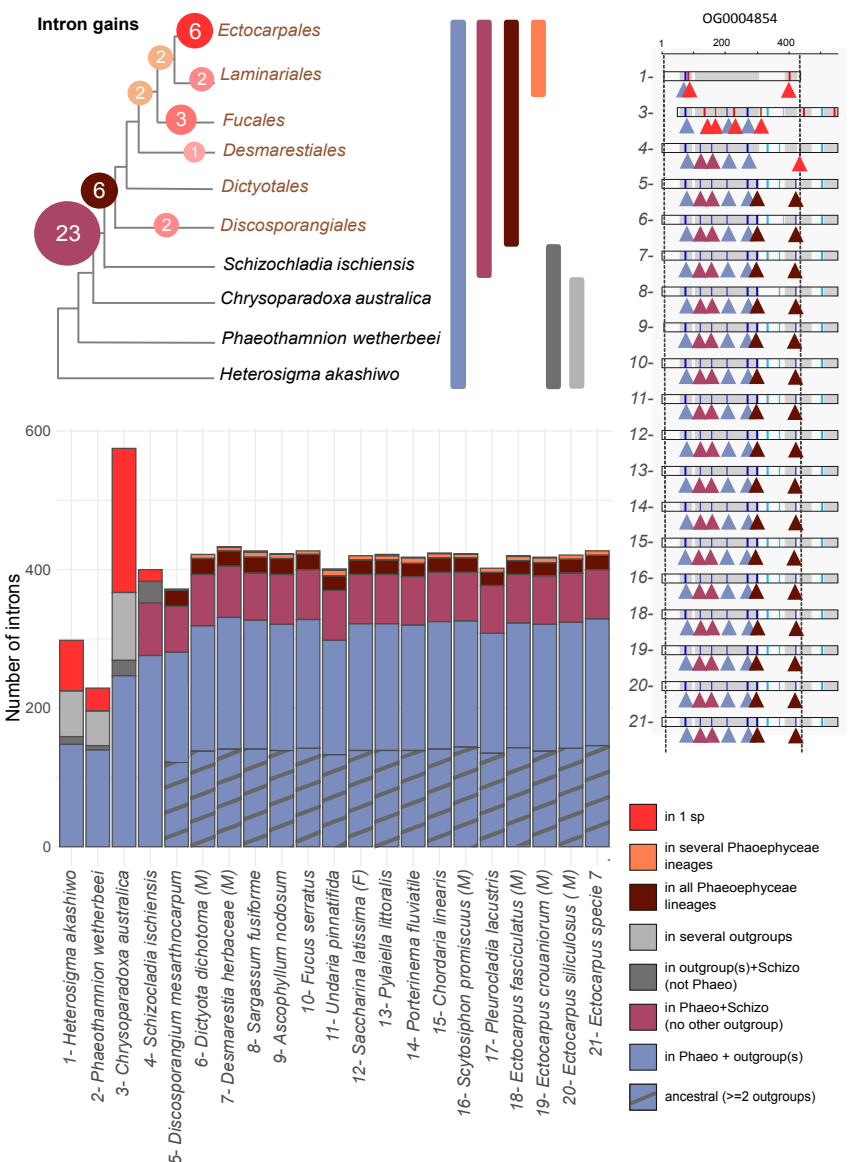 Intron gains
6
Ectocarpales
2
2
Laminariales
2
3
Fucales
1
Desmarestiales
6
Dictyotales
2
Discosporangiales
23
Schizochladia ischiensis
Chrysoparadoxa australica
Phaeothamnion wetherbeei
Heterosigma akashiwo
OG0004854
1 200 400
1-
3-
4-
5-
6-
7-
8-
9-
10-
11-
12-
13-
14-
15-
16-
18-
19-
20-
21-
Number of introns
600
400
200
0
1- Heterosigma akashiwo
2- Phaeothamnion wetherbeei
3- Chrysoparadoxa australica
4- Schizocladia ischiensis
5- Discosporangium mesarthrocarpum
6- Dictyota dichotoma (M)
7- Desmarestia herbaceae (M)
8- Sargassum fusiforme
9- Ascophyllum nodosum
10- Fucus serratus
11- Undaria pinnatifida
12- Saccharina latissima (F)
13- Pylaiella littoralis
14- Porterinema fluviatile
15- Chordaria linearis
16- Scytosiphon promiscuus (M)
17- Pleurocladia lacustris
18- Ectocarpus fasciculatus (M)
19- Ectocarpus crouaniorum (M)
20- Ectocarpus siliculosus ( M)
21- Ectocarpus specie 7
in 1 sp
in several Phaoephyceae
ineages
in all Phaeoephyceae
lineages
in several outgroups
in outgroup(s)+Schizo
(not Phaeo)
in Phaeo+Schizo
(no other outgroup)
in Phaeo + outgroup(s)
ancestral (>=2 outgroups)